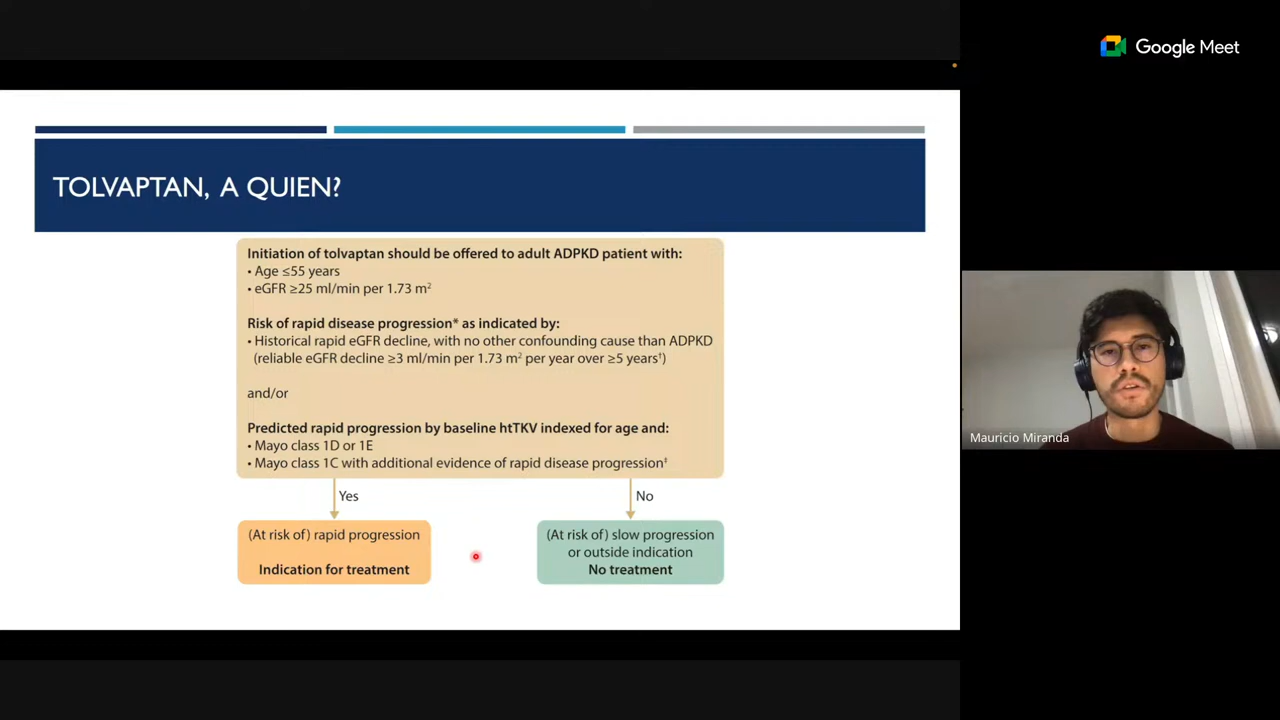 Google Meet
TOLVAPTAN, A QUIEN?
Initiation of tolvaptan should be offered to adult ADPKD patient with:
• Age ≤55 years
• eGFR ≥25 ml/min per 1.73 m²
Risk of rapid disease progression* as indicated by:
• Historical rapid eGFR decline, with no other confounding cause than ADPKD
(reliable eGFR decline ≥3 ml/min per 1.73 m² per year over ≥5 years†)
and/or
Predicted rapid progression by baseline htTKV indexed for age and:
• Mayo class 1D or 1E
• Mayo class 1C with additional evidence of rapid disease progression‡
Yes
No
(At risk of) rapid progression
Indication for treatment
(At risk of) slow progression
or outside indication
No treatment
Mauricio Miranda